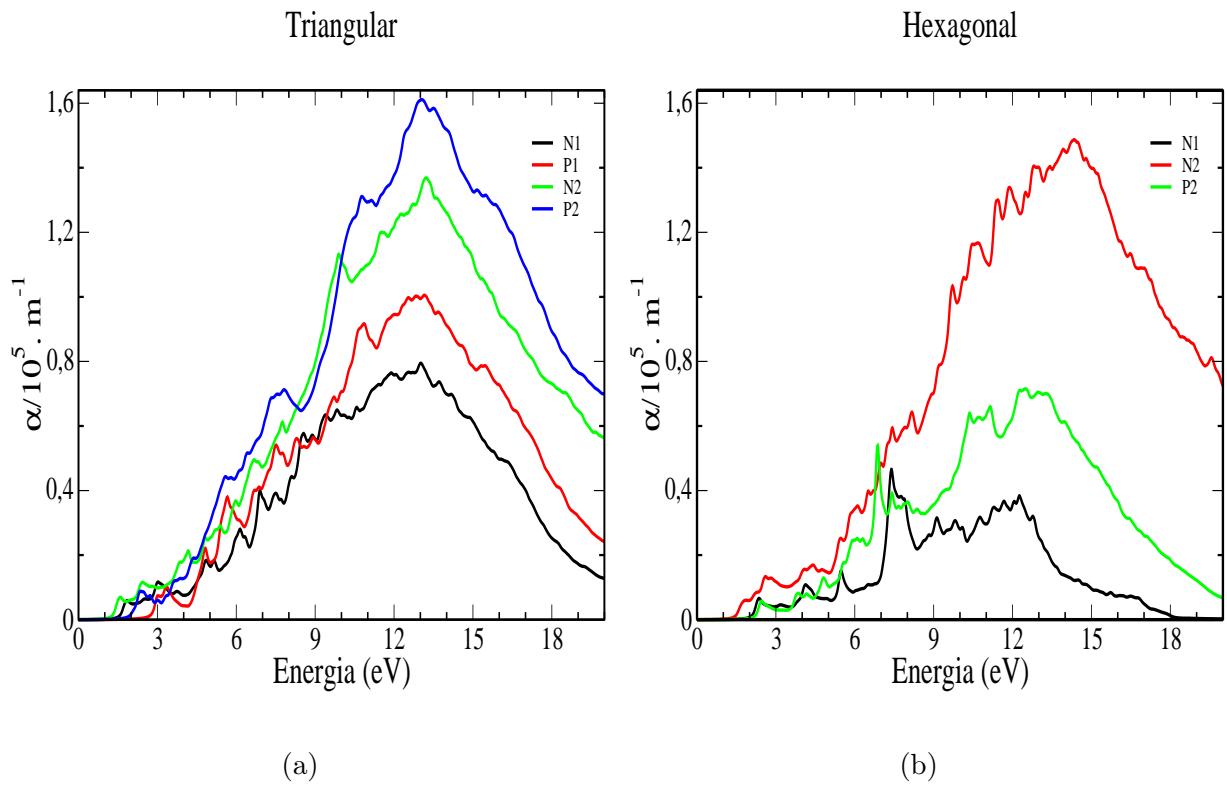 Triangular
1,6
1,2
0,8
0,4
0
α/10⁵. m⁻¹
N1
P1
N2
P2
0 3 6 9 12 15 18
Energia (eV)
(a)
Hexagonal
1,6
1,2
0,8
0,4
0
α/10⁵. m⁻¹
N1
N2
P2
0 3 6 9 12 15 18
Energia (eV)
(b)